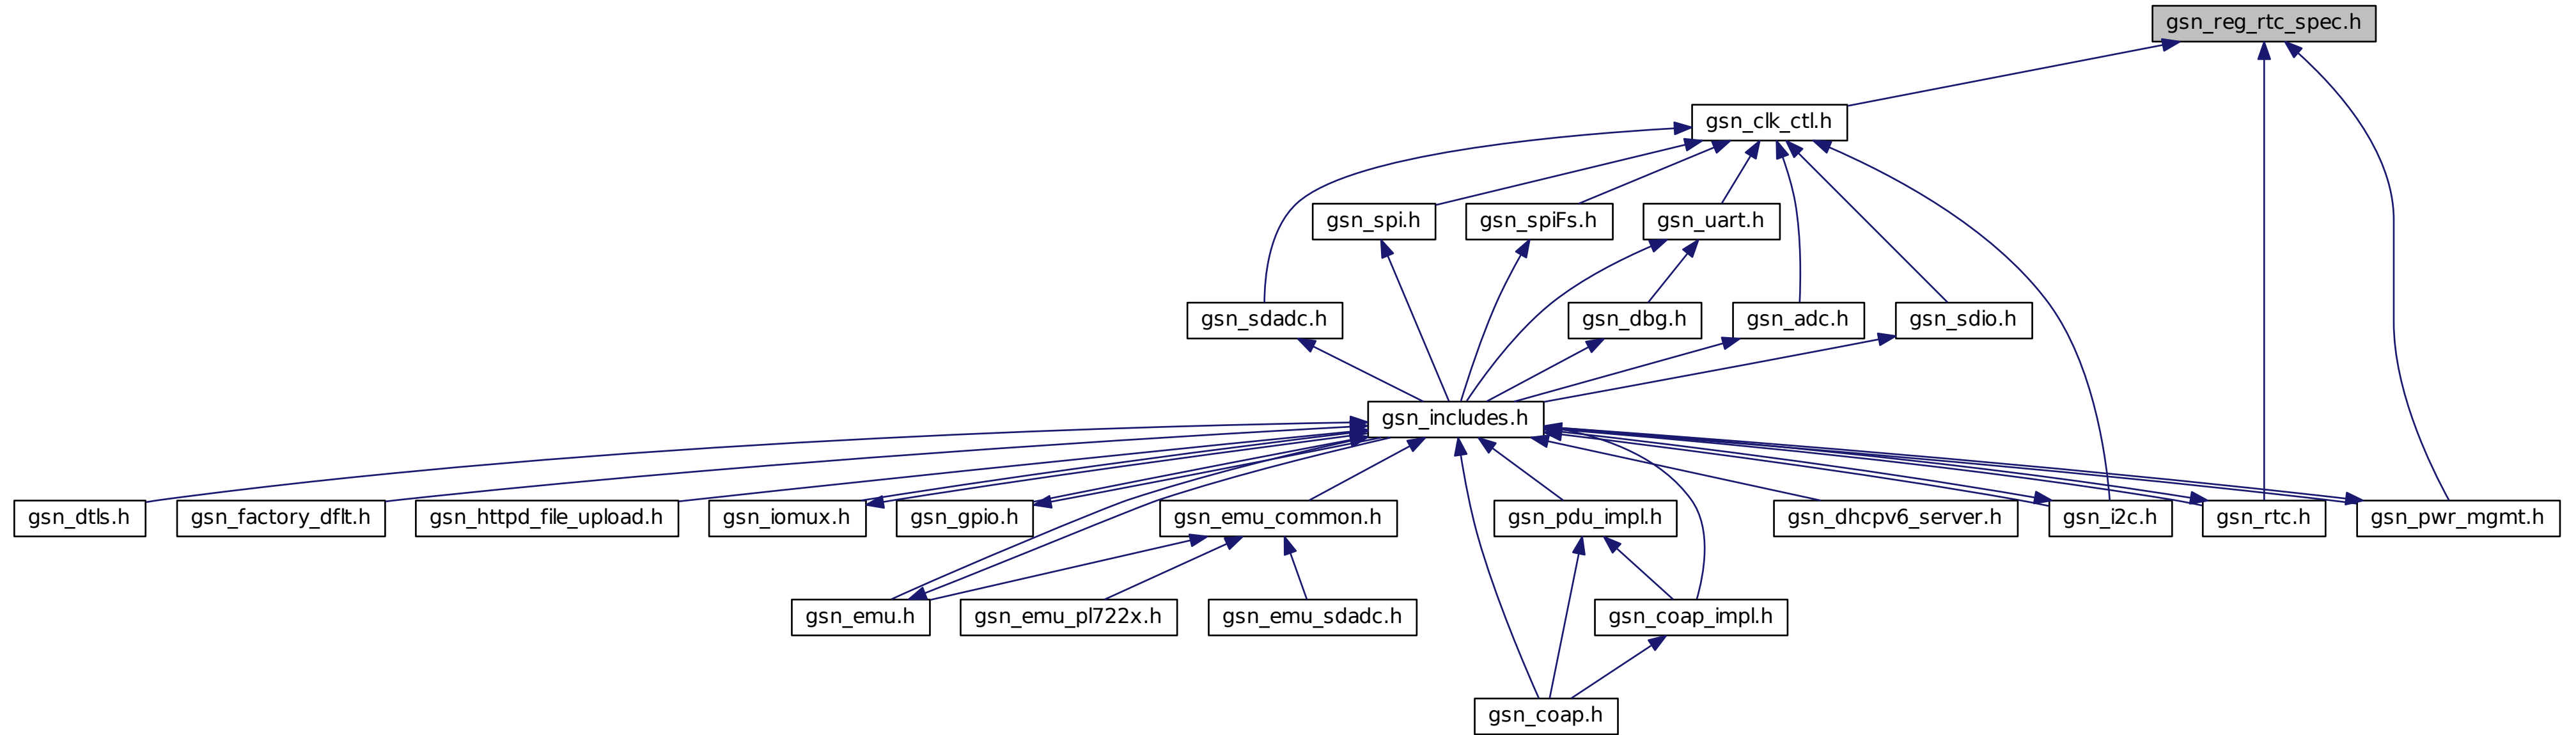 gsn_reg_rtc_spec.h
gsn_clk_ctl.h
gsn_spi.h
gsn_spiFs.h
gsn_uart.h
gsn_sdadc.h
gsn_dbg.h
gsn_adc.h
gsn_sdio.h
gsn_includes.h
gsn_dtls.h
gsn_factory_dflt.h
gsn_httpd_file_upload.h
gsn_iomux.h
gsn_gpio.h
gsn_emu_common.h
gsn_pdu_impl.h
gsn_dhcpv6_server.h
gsn_i2c.h
gsn_rtc.h
gsn_pwr_mgmt.h
gsn_emu.h
gsn_emu_pl722x.h
gsn_emu_sdadc.h
gsn_coap_impl.h
gsn_coap.h